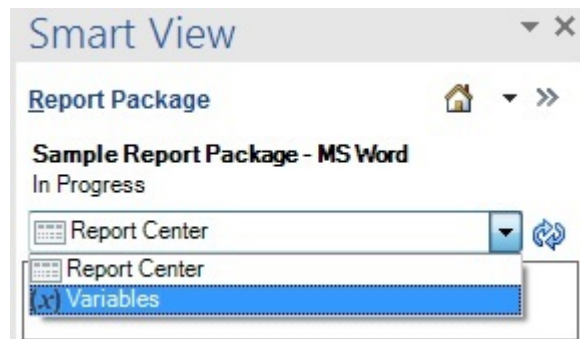 Smart View
Report Package
Sample Report Package - MS Word
In Progress
Report Center
Report Center
(x) Variables